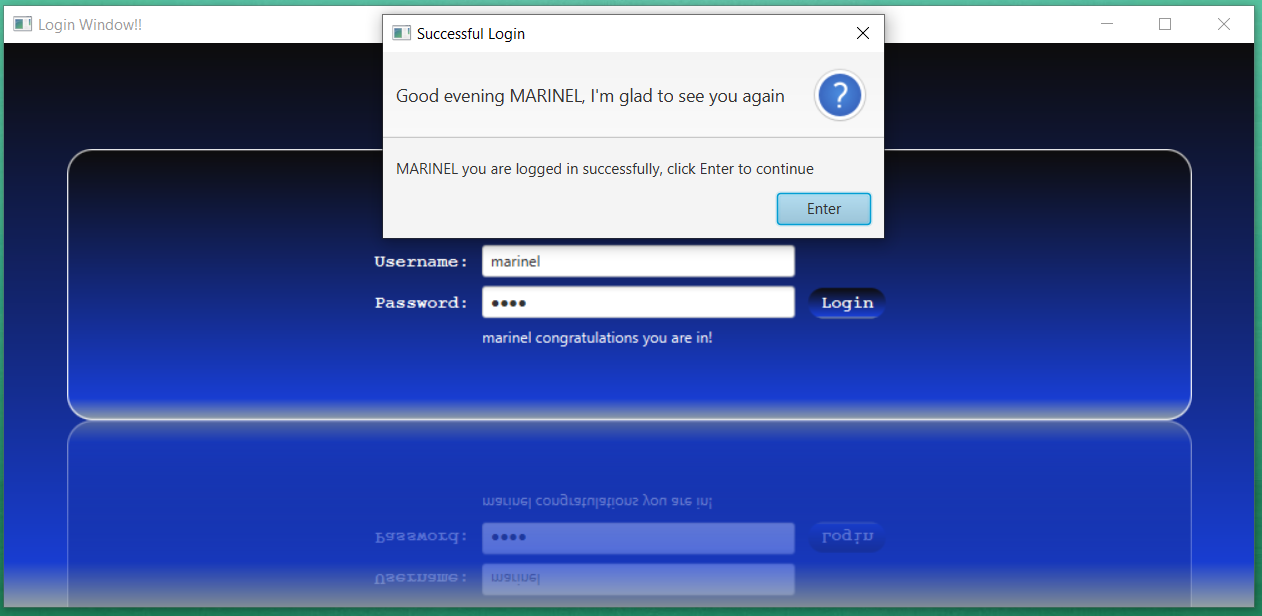 Login Window!!
Successful Login
Good evening MARINEL, I'm glad to see you again
?
MARINEL you are logged in successfully, click Enter to continue
Enter
Username: marinel
Password: ●●●● Login
marinel congratulations you are in!
marinel congratulations you are in!
Password: ●●●● Login
Username: marinel